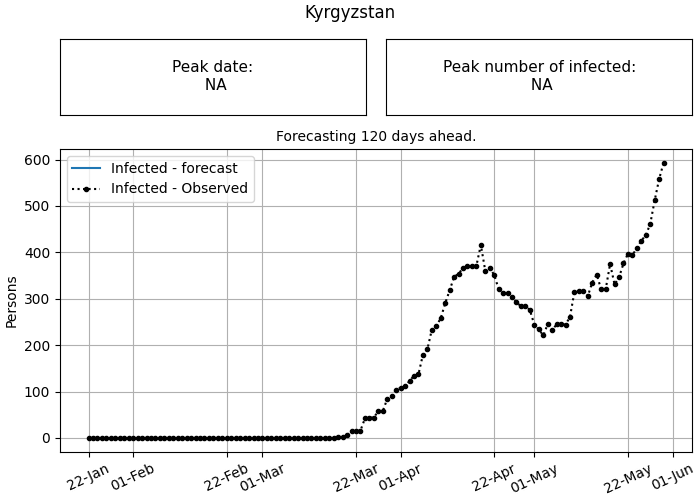 Kyrgyzstan
Peak date:
NA
Peak number of infected:
NA
Forecasting 120 days ahead.
Infected - forecast
Infected - Observed
Persons
600
500
400
300
200
100
0
22-Jan
01-Feb
22-Feb
01-Mar
22-Mar
01-Apr
22-Apr
01-May
22-May
01-Jun